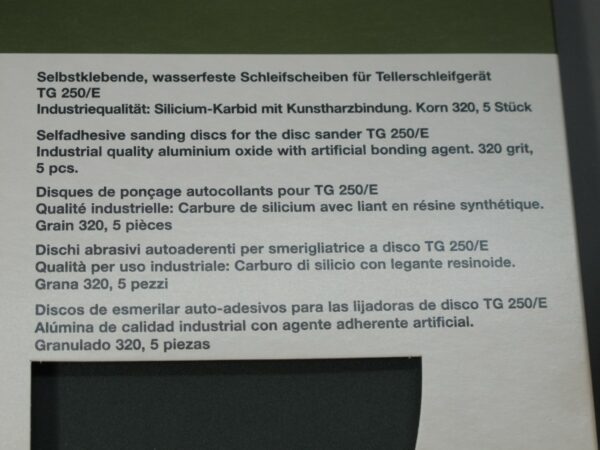 Selbstklebende, wasserfeste Schleifscheiben für Tellerschleifgerät
TG 250/E
Industriequalität: Silicium-Karbid mit Kunstharzbindung. Korn 320, 5 Stück
Selfadhesive sanding discs for the disc sander TG 250/E
Industrial quality aluminium oxide with artificial bonding agent. 320 grit,
5 pcs.
Disques de ponçage autocollants pour TG 250/E
Qualité industrielle: Carbure de silicium avec liant en résine synthétique.
Grain 320, 5 pièces
Dischi abrasivi autoaderenti per smerigliatrice a disco TG 250/E
Qualità per uso industriale: Carburo di silicio con legante resinoide.
Grana 320, 5 pezzi
Discos de esmerilar auto-adesivos para las lijadoras de disco TG 250/E
Alúmina de calidad industrial con agente adherente artificial.
Granulado 320, 5 piezas